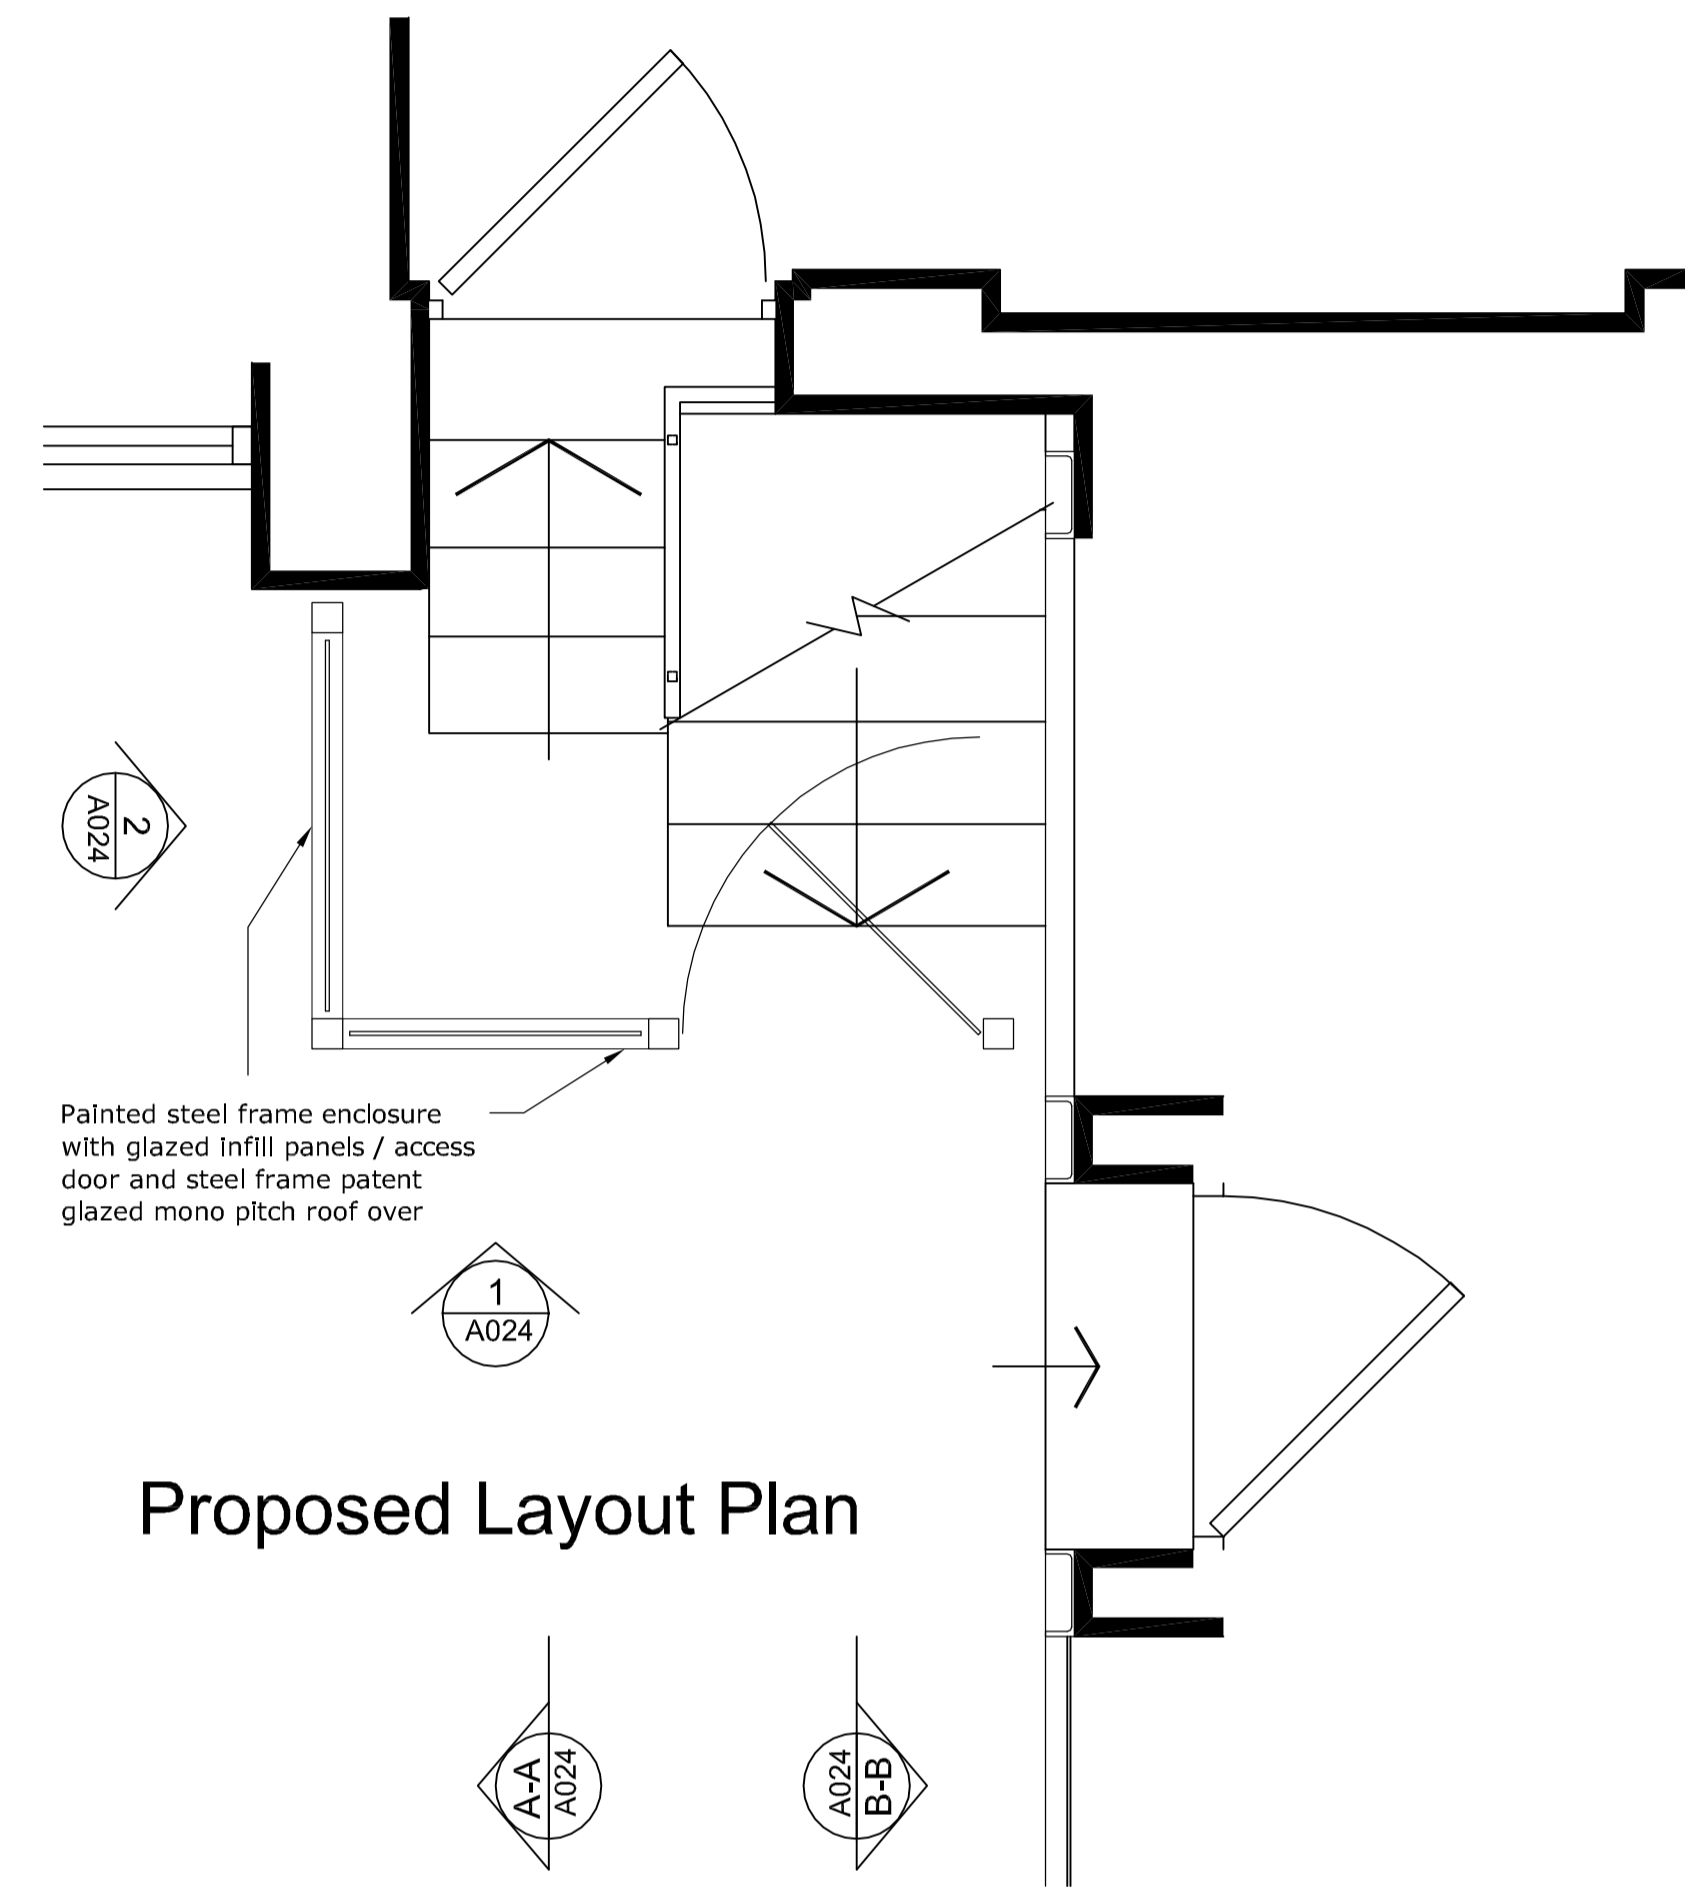 2
A024
Painted steel frame enclosure
with glazed infill panels / access
door and steel frame patent
glazed mono pitch roof over
1
A024
Proposed Layout Plan
A-A
A024
A024
B-B